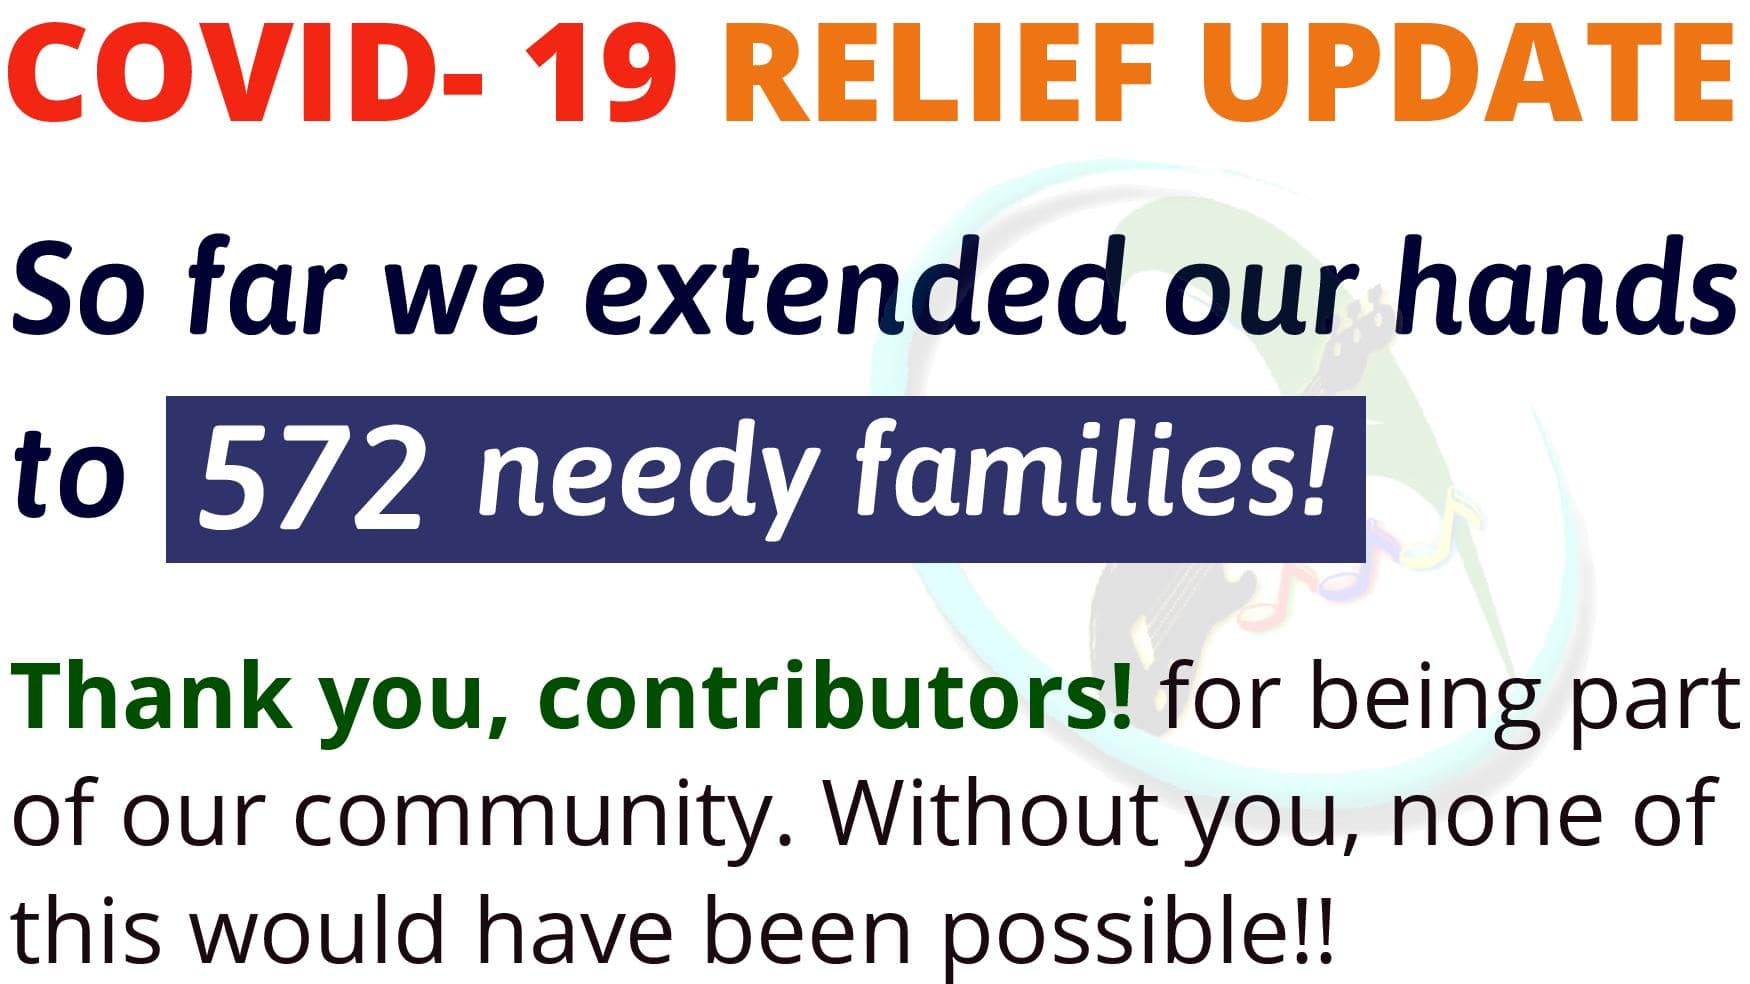 COVID- 19 RELIEF UPDATE
So far we extended our hands
to 572 needy families!
Thank you, contributors! for being part
of our community. Without you, none of
this would have been possible!!